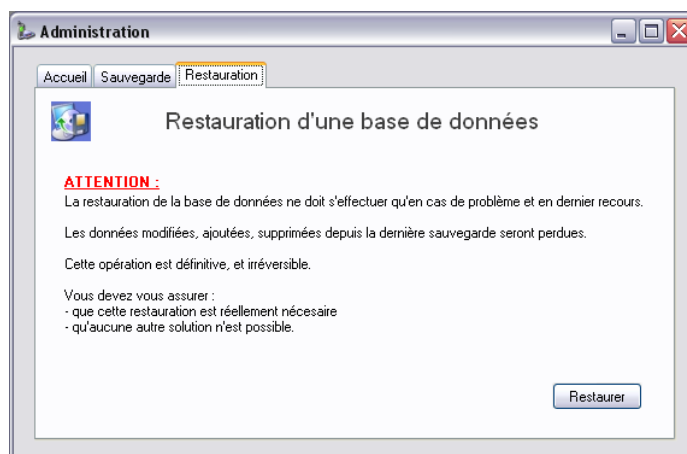 Administration
Accueil Sauvegarde Restauration
Restauration d'une base de données
ATTENTION :
La restauration de la base de données ne doit s'effectuer qu'en cas de problème et en dernier recours.
Les données modifiées, ajoutées, supprimées depuis la dernière sauvegarde seront perdues.
Cette opération est définitive, et irréversible.
Vous devez vous assurer :
- que cette restauration est réellement nécesaire
- qu'aucune autre solution n'est possible.
Restaurer